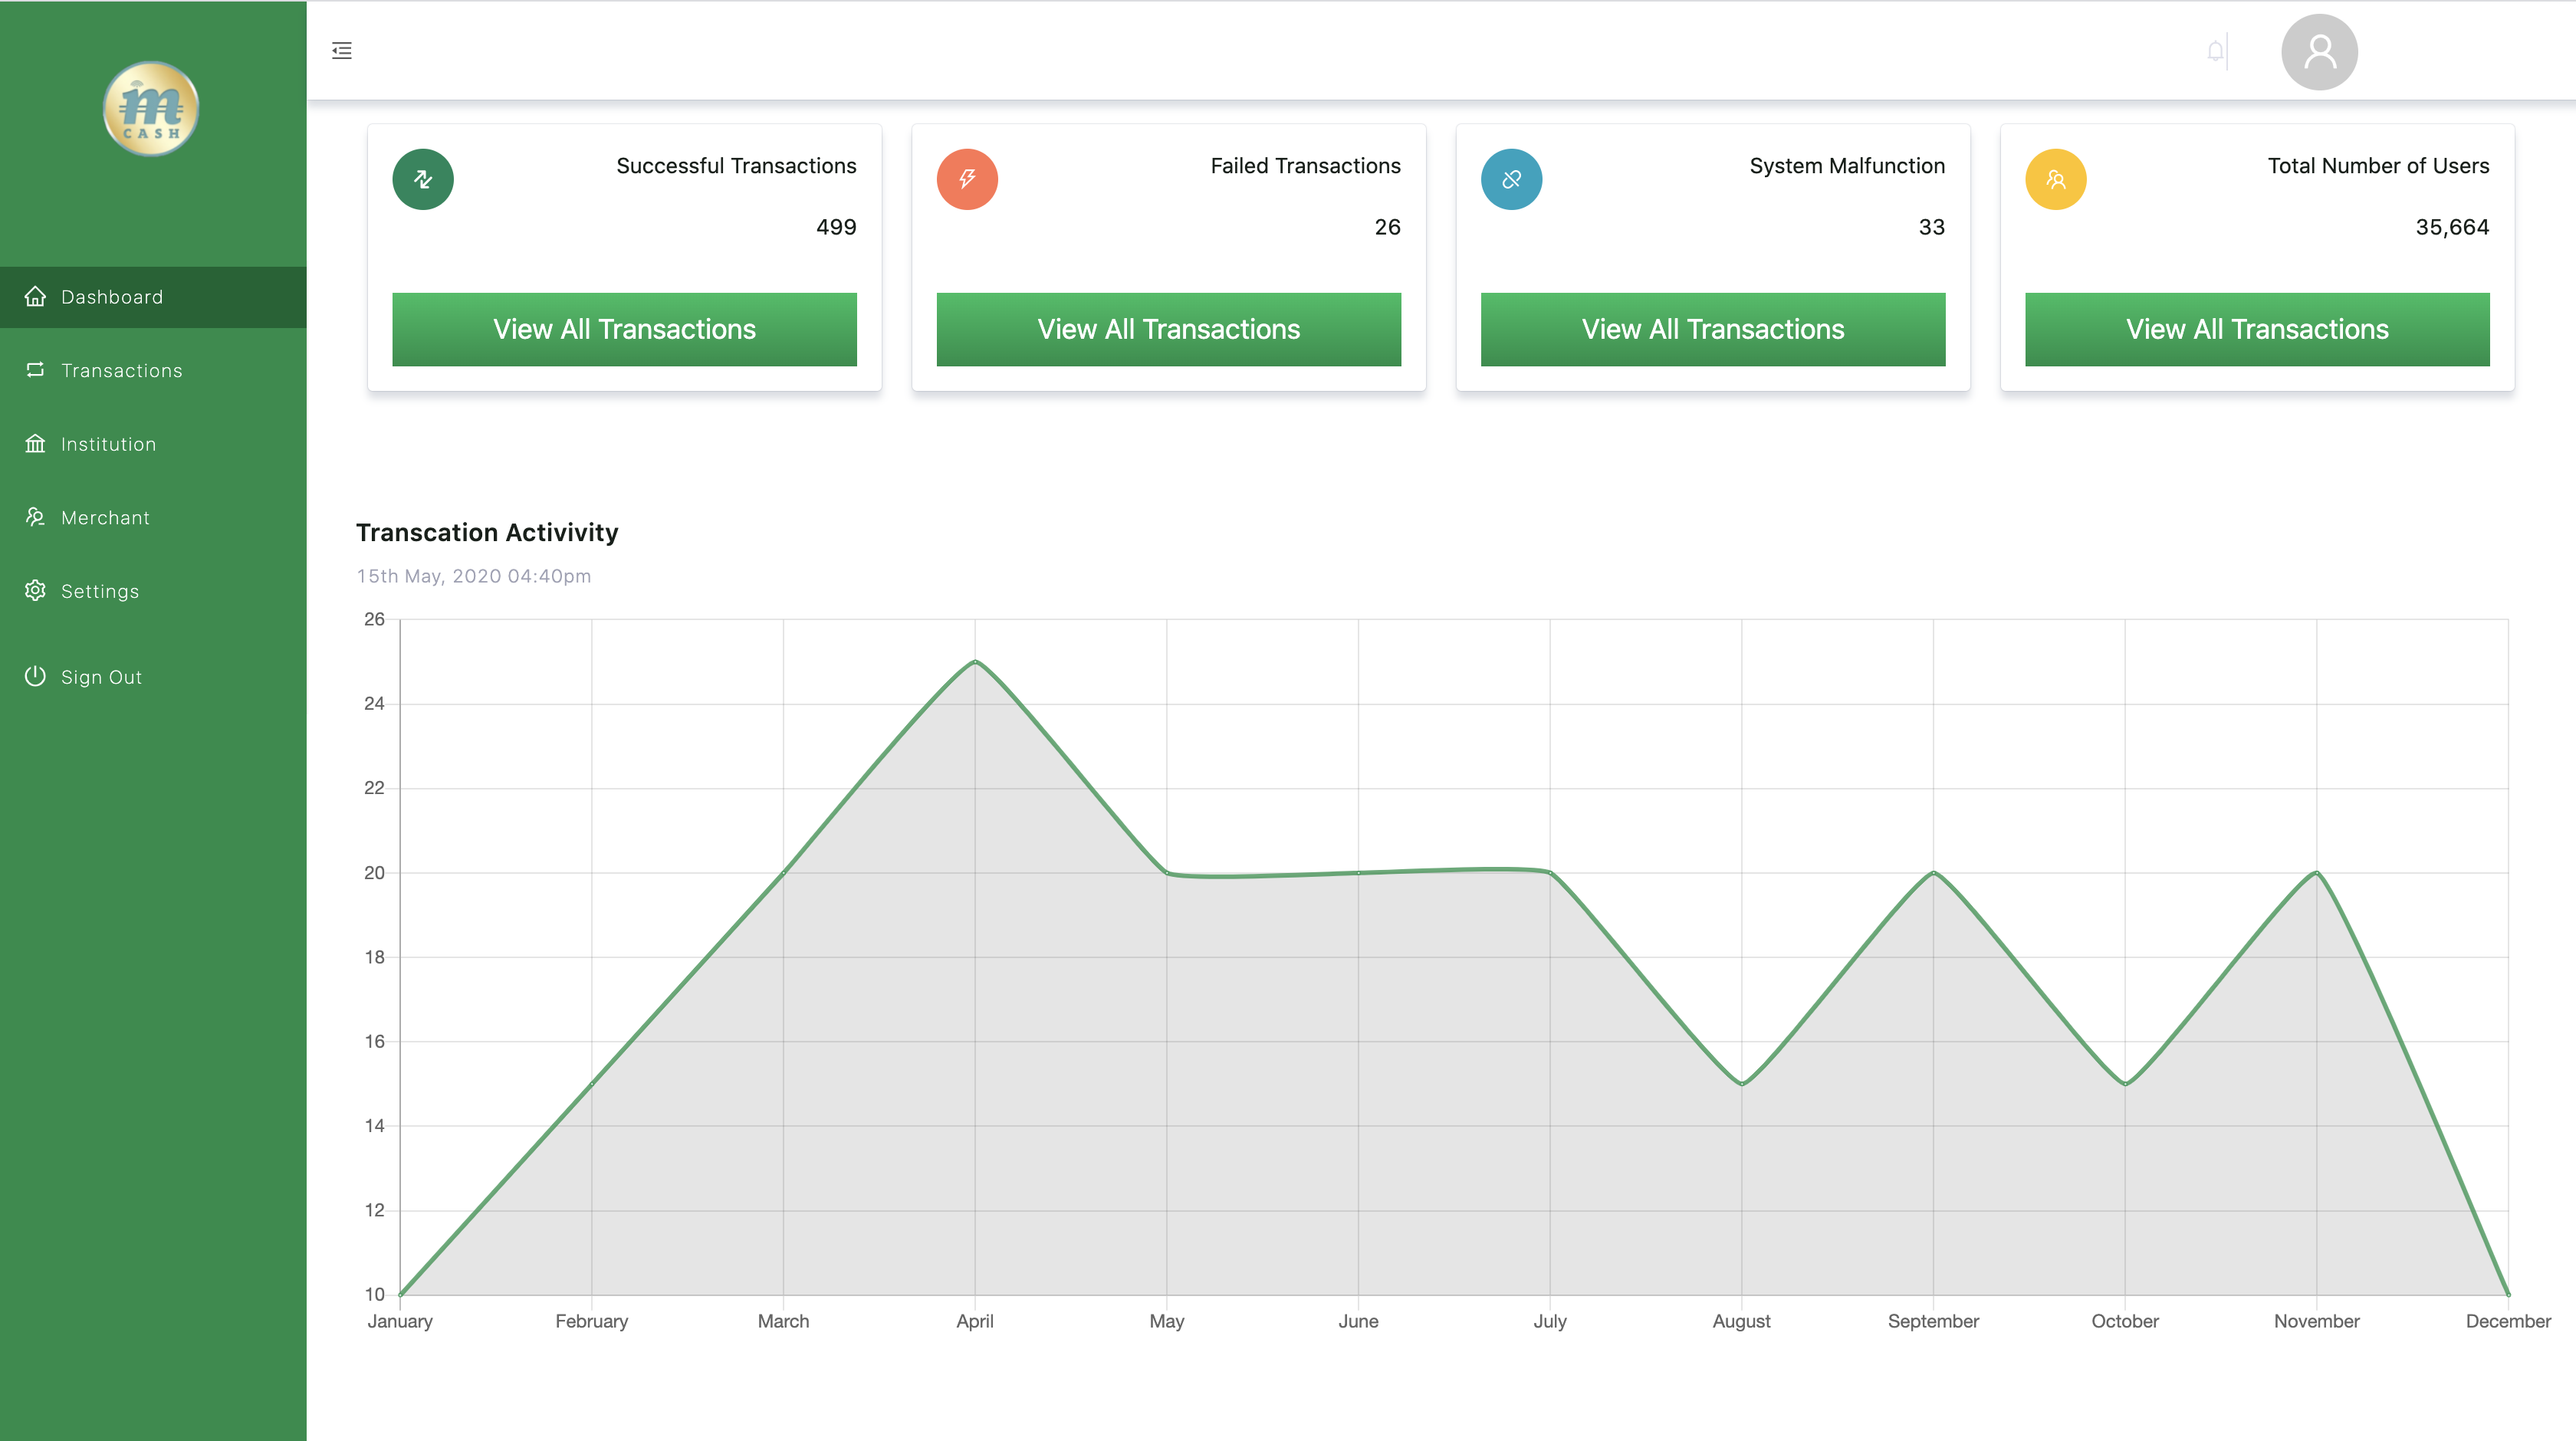 m
CASH
Dashboard
Transactions
Institution
Merchant
Settings
Sign Out
Successful Transactions
499
View All Transactions
Failed Transactions
26
View All Transactions
System Malfunction
33
View All Transactions
Total Number of Users
35,664
View All Transactions
Transcation Activivity
15th May, 2020 04:40pm
26
24
22
20
18
16
14
12
10
January February March April May June July August September October November December